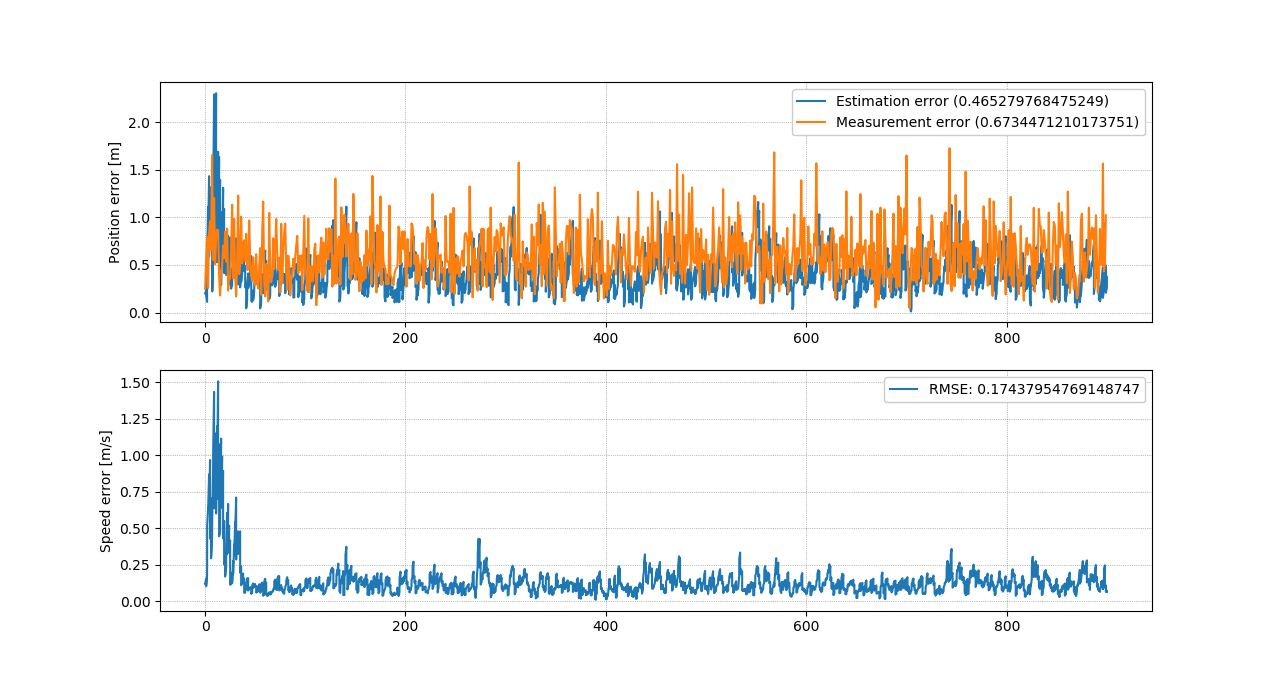 2.0
1.5
1.0
0.5
0.0
Position error [m]
Estimation error (0.465279768475249)
Measurement error (0.6734471210173751)
0 200 400 600 800
1.50
1.25
1.00
0.75
0.50
0.25
0.00
Speed error [m/s]
RMSE: 0.17437954769148747
0 200 400 600 800